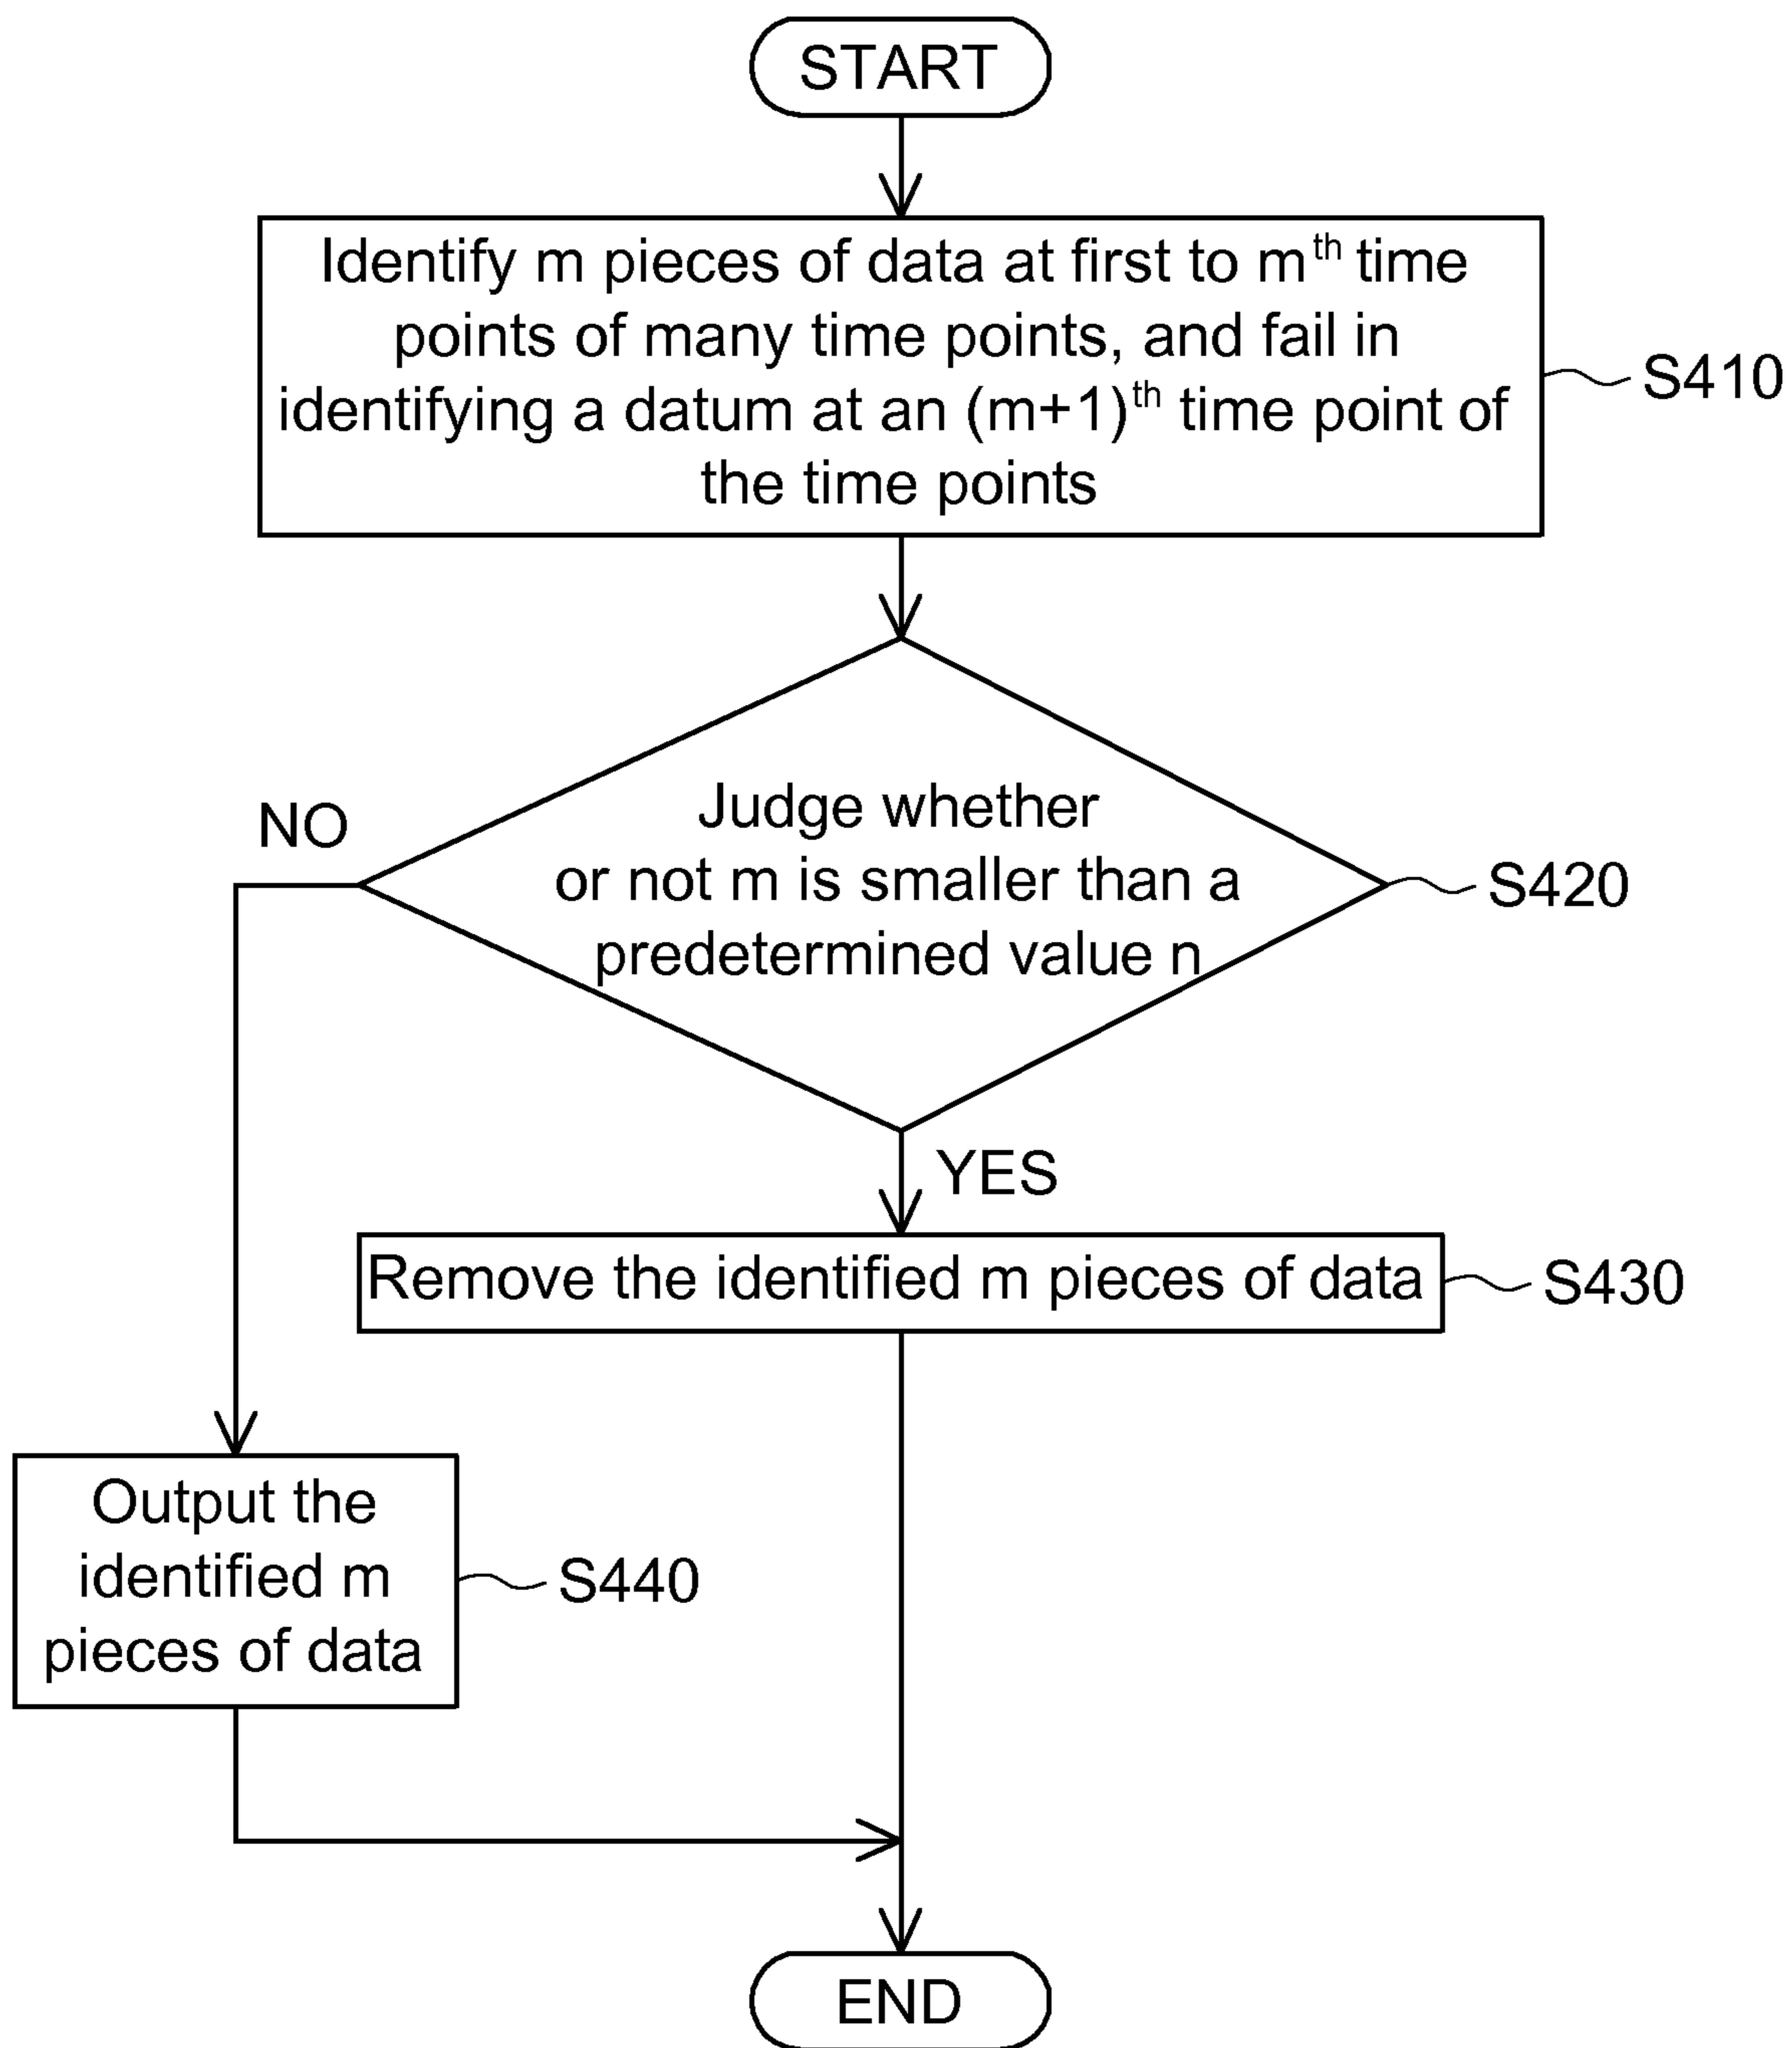 START
Identify m pieces of data at first to mth time
points of many time points, and fail in
identifying a datum at an (m+1)th time point of
the time points
S410
Judge whether
or not m is smaller than a
predetermined value n
S420
NO
YES
Remove the identified m pieces of data
S430
Output the
identified m
pieces of data
S440
END